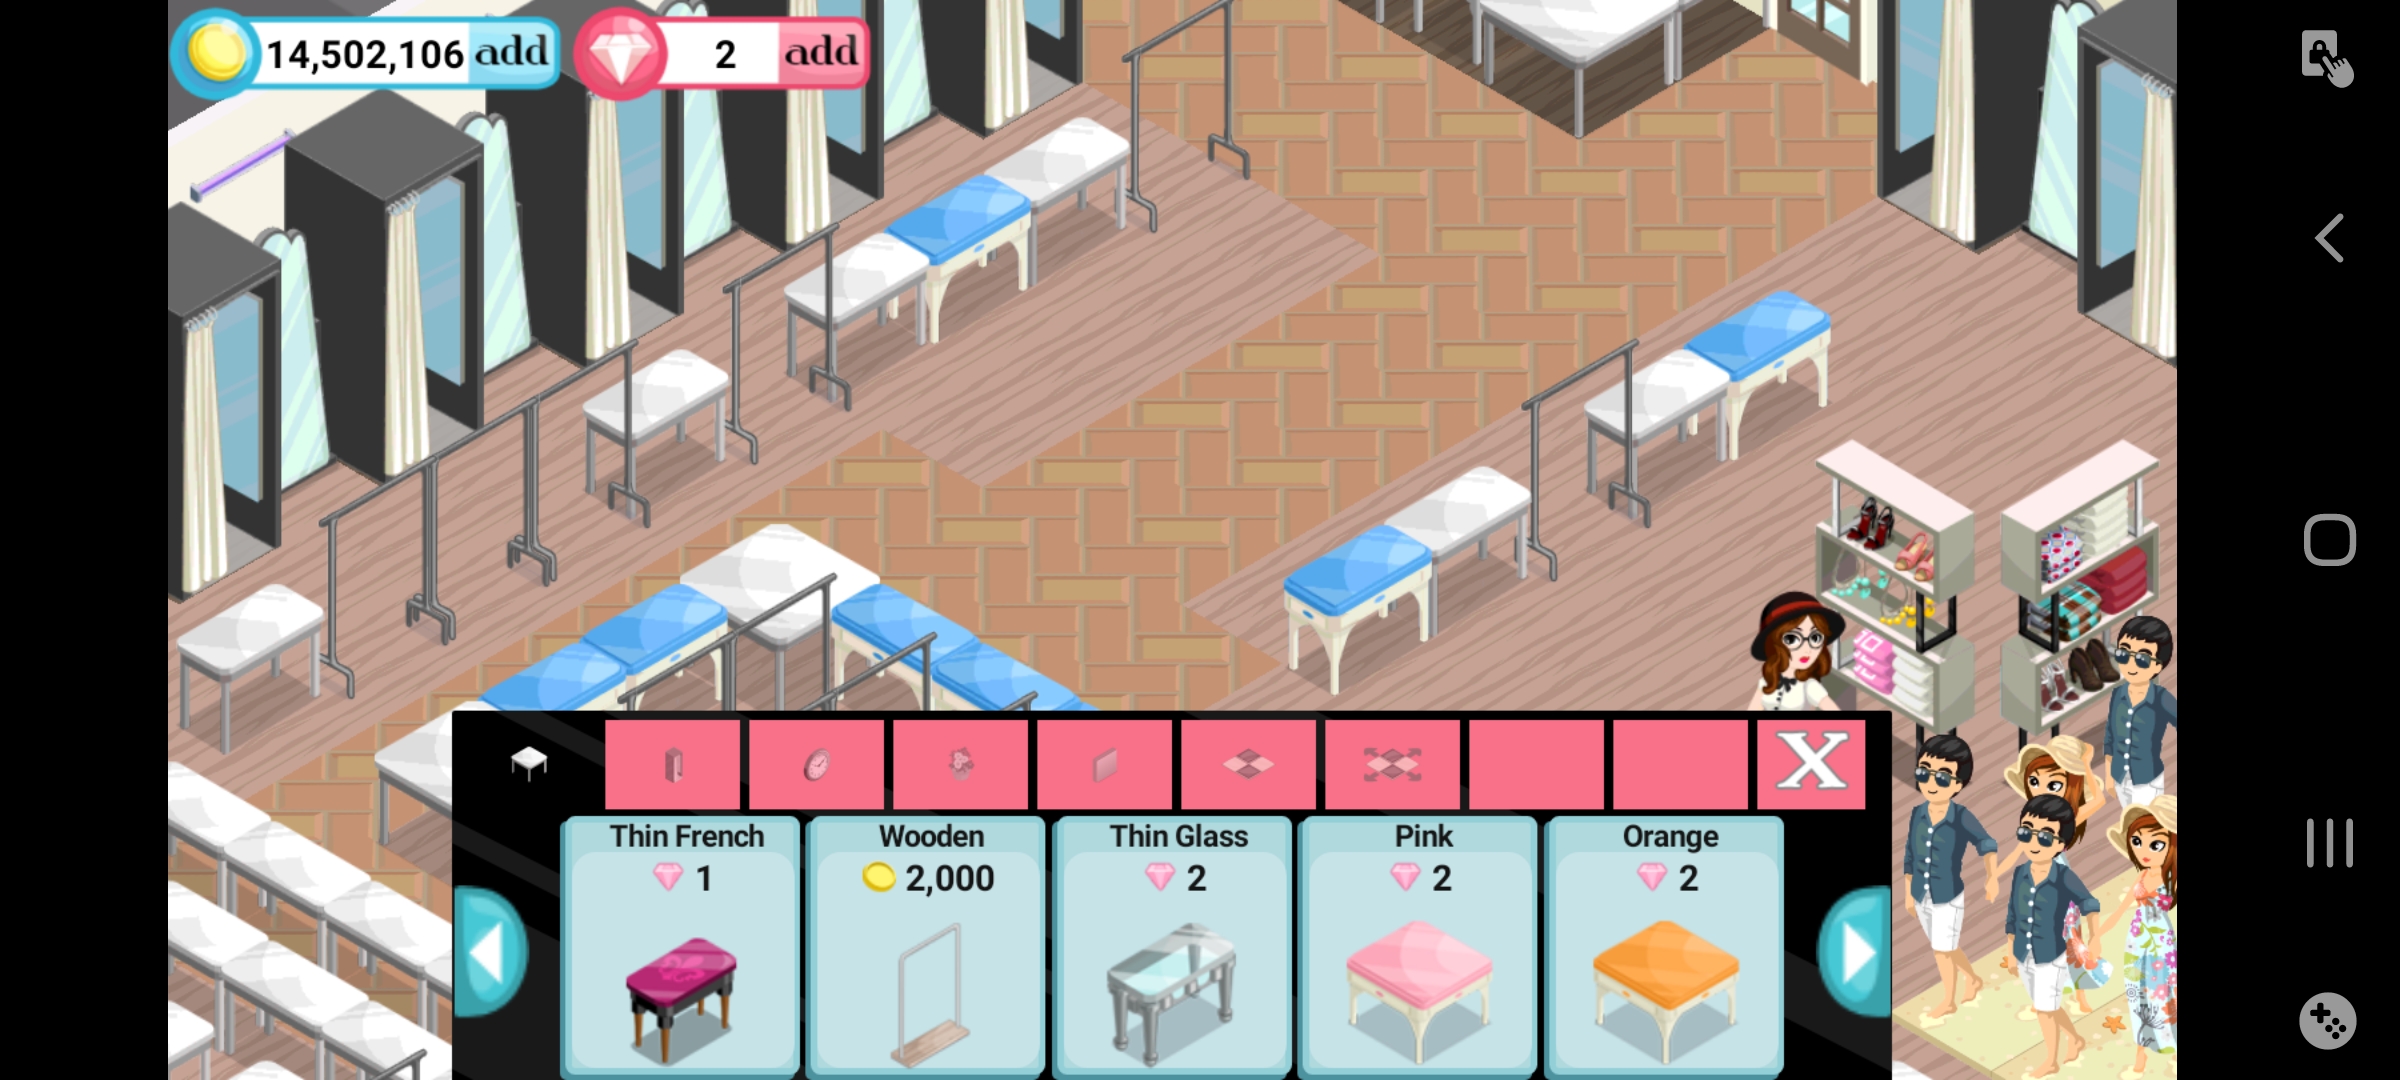 14,502,106 add
2 add
X
Thin French
1
Wooden
2,000
Thin Glass
2
Pink
2
Orange
2